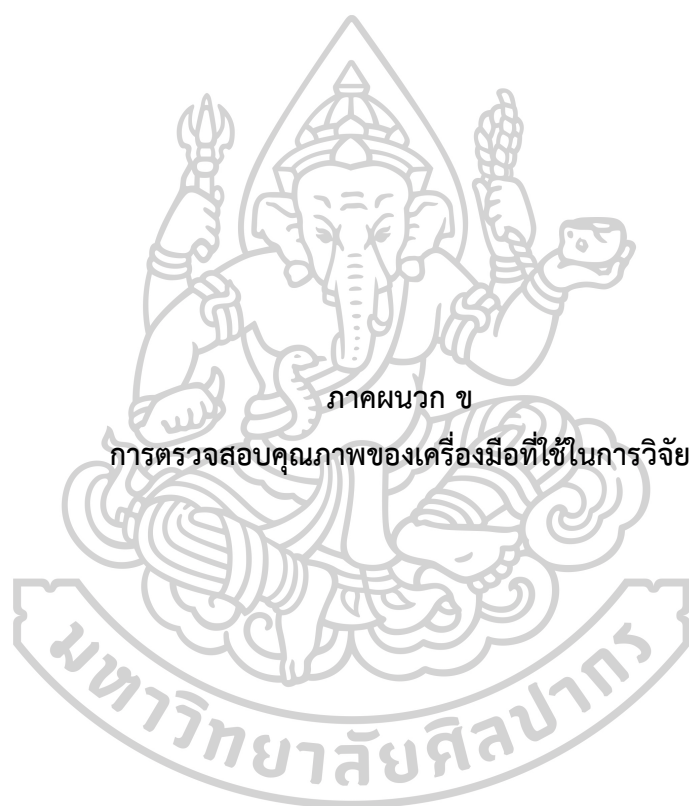 ภาคผนวก ข
การตรวจสอบคุณภาพของเครื่องมือที่ใช้ในการวิจัย
มหาวิทยาลัยศิลปากร